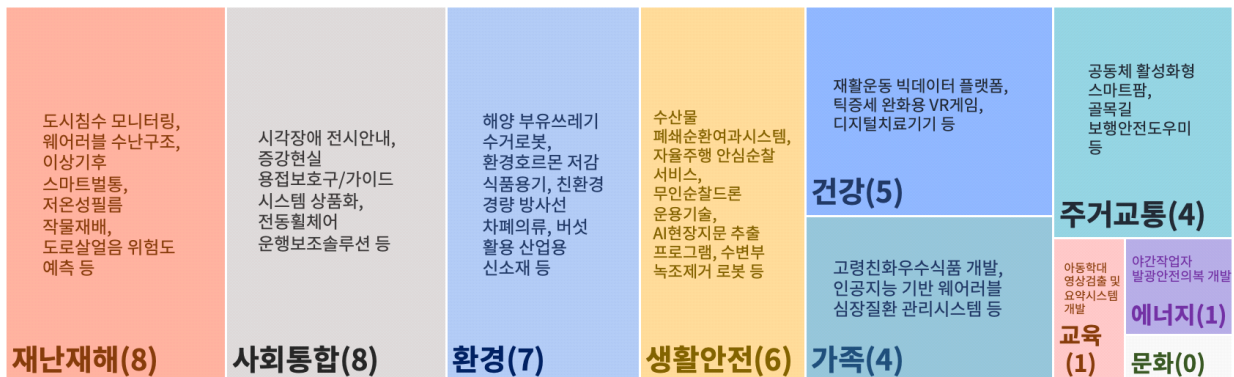 도시침수 모니터링,
웨어러블 수난구조,
이상기후
스마트벌통,
저온성필름
작물재배,
도로살얼음 위험도
예측 등
재난재해(8)
시각장애 전시안내,
증강현실
용접보호구/가이드
시스템 상품화,
전동휠체어
운행보조솔루션 등
사회통합(8)
해양 부유쓰레기
수거로봇,
환경호르몬 저감
식품용기, 친환경
경량 방사선
차폐의류, 버섯
활용 산업용
신소재 등
환경(7)
수산물
폐쇄순환여과시스템,
자율주행 안심순찰
서비스,
무인순찰드론
운용기술,
AI현장지문 추출
프로그램, 수변부
녹조제거 로봇 등
생활안전(6)
재활운동 빅데이터 플랫폼,
틱증세 완화용 VR게임,
디지털치료기기 등
건강(5)
고령친화우수식품 개발,
인공지능 기반 웨어러블
심장질환 관리시스템 등
가족(4)
공동체 활성화형
스마트팜,
골목길
보행안전도우미
등
주거교통(4)
아동학대
영상검출 및
요약시스템
개발
교육
(1)
야간작업자
발광안전의복 개발
에너지(1)
문화(0)